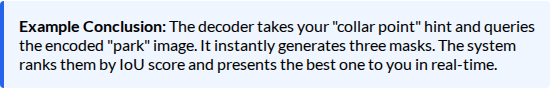 Example Conclusion: The decoder takes your "collar point" hint and queries
the encoded "park" image. It instantly generates three masks. The system
ranks them by IoU score and presents the best one to you in real-time.